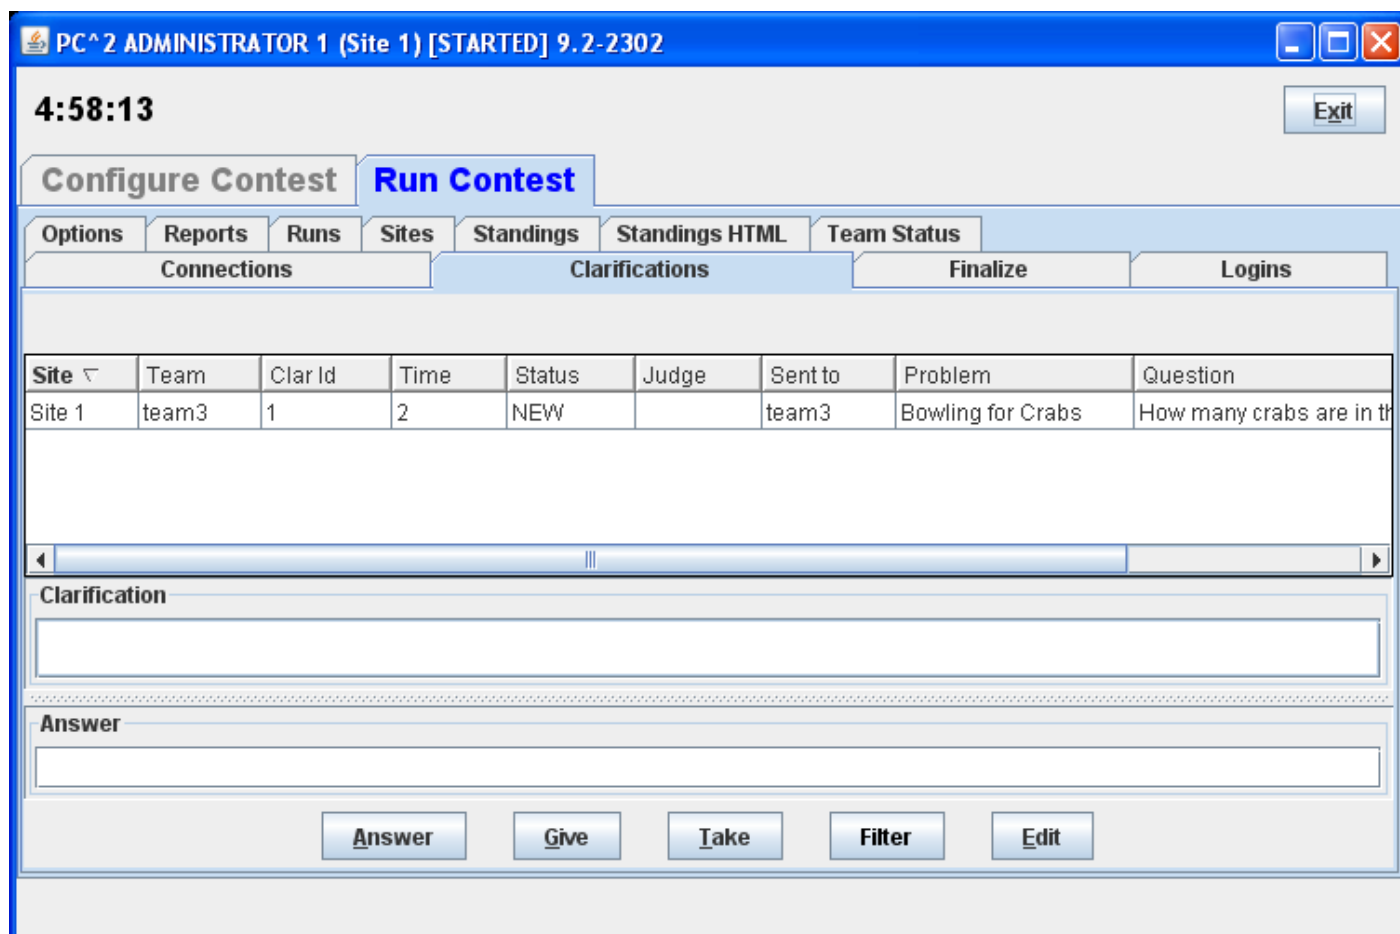 PC^2 ADMINISTRATOR 1 (Site 1) [STARTED] 9.2-2302
4:58:13
Exit
Configure Contest Run Contest
Options Reports Runs Sites Standings Standings HTML Team Status
Connections Clarifications Finalize Logins
Site Team Clar Id Time Status Judge Sent to Problem Question
Site 1 team3 1 2 NEW team3 Bowling for Crabs How many crabs are in th
Clarification
Answer
Answer Give Take Filter Edit